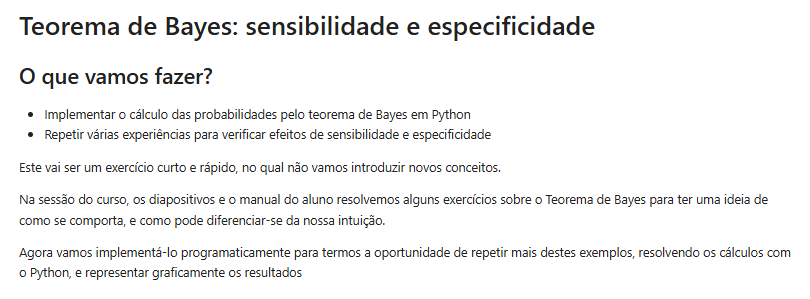 Teorema de Bayes: sensibilidade e especificidade
O que vamos fazer?
• Implementar o cálculo das probabilidades pelo teorema de Bayes em Python
• Repetir várias experiências para verificar efeitos de sensibilidade e especificidade
Este vai ser um exercício curto e rápido, no qual não vamos introduzir novos conceitos.
Na sessão do curso, os diapositivos e o manual do aluno resolvemos alguns exercícios sobre o Teorema de Bayes para ter uma ideia de
como se comporta, e como pode diferenciar-se da nossa intuição.
Agora vamos implementá-lo programaticamente para termos a oportunidade de repetir mais destes exemplos, resolvendo os cálculos com
o Python, e representar graficamente os resultados